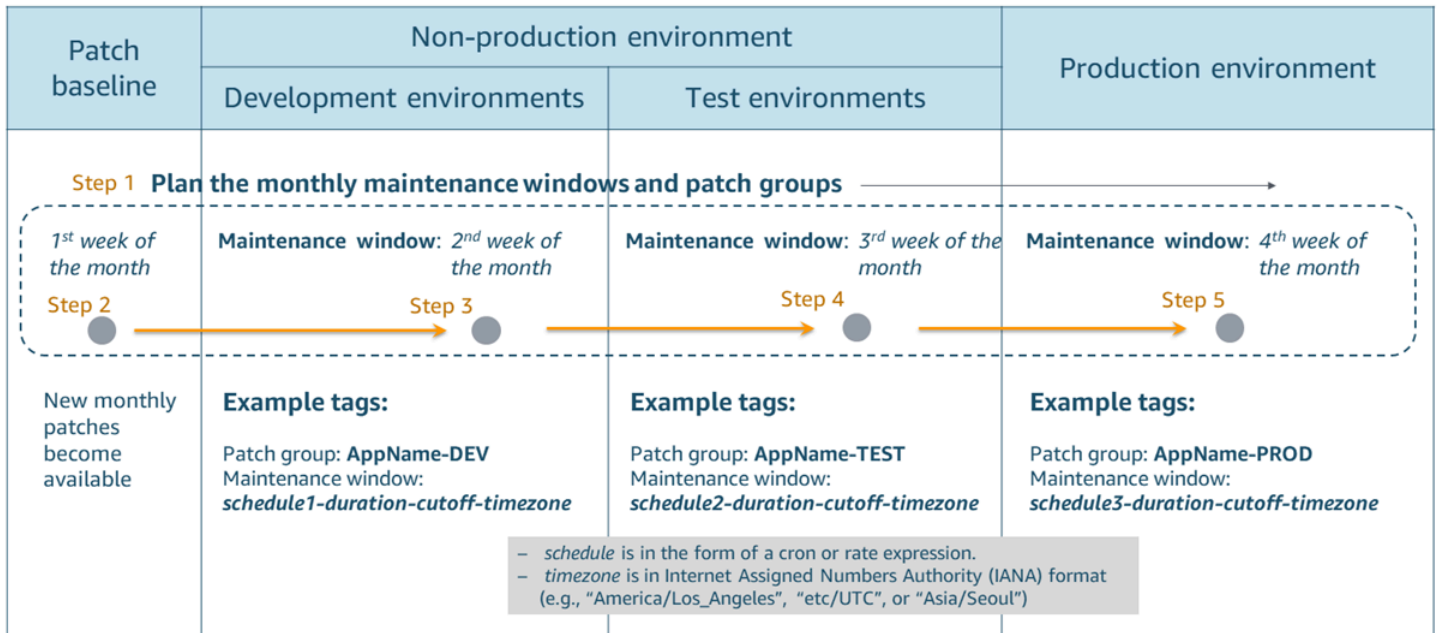 Patch
baseline
Non-production environment
Development environments
Test environments
Production environment
Step 1 Plan the monthly maintenance windows and patch groups
1st week of
the month
Step 2
Maintenance window: 2nd week of
the month
Step 3
Maintenance window: 3rd week of the
month
Step 4
Maintenance window: 4th week of
the month
Step 5
New monthly
patches
become
available
Example tags:
Patch group: AppName-DEV
Maintenance window:
schedule1-duration-cutoff-timezone
Example tags:
Patch group: AppName-TEST
Maintenance window:
schedule2-duration-cutoff-timezone
Example tags:
Patch group: AppName-PROD
Maintenance window:
schedule3-duration-cutoff-timezone
– schedule is in the form of a cron or rate expression.
– timezone is in Internet Assigned Numbers Authority (IANA) format
(e.g., “America/Los_Angeles”, “etc/UTC”, or “Asia/Seoul”)